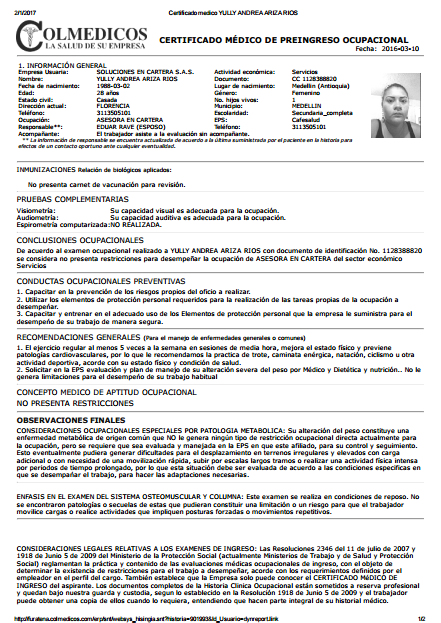 2/1/2017 Certificado medico YULLY ANDREA ARIZA RIOS
COLMEDICOS
LA SALUD DE SU EMPRESA
CERTIFICADO MÉDICO DE PREINGRESO OCUPACIONAL
Fecha: 2016-03-10
1. INFORMACIÓN GENERAL
Empresa Usuaria: SOLUCIONES EN CARTERA S.A.S. Actividad económica: Servicios
Nombre: YULLY ANDREA ARIZA RIOS Documento: CC 1128388820
Fecha de nacimiento: 1988-03-02 Lugar de nacimiento: Medellín (Antioquia)
Edad: 28 años Género: Femenino
Estado civil: Casada No. hijos vivos: 1
Dirección actual: FLORENCIA Municipio: MEDELLIN
Teléfono: 3113505101 Escolaridad: Secundaria_completa
Ocupación: ASESORA EN CARTERA EPS: Cafesalud
Responsable**: EDUAR RAVE (ESPOSO) Teléfono: 3113505101
Acompañante: El trabajador asiste a la evaluación sin acompañante.
** La información de responsable se encuentra actualizada de acuerdo a la última suministrada por el paciente en la historia para
efectos de un contacto oportuno ante cualquier eventualidad.
INMUNIZACIONES Relación de biológicos aplicados:
No presenta carnet de vacunación para revisión.
PRUEBAS COMPLEMENTARIAS
Visiometría: Su capacidad visual es adecuada para la ocupación.
Audiometría: Su capacidad auditiva es adecuada para la ocupación.
Espirometría computarizada: NO REALIZADA.
CONCLUSIONES OCUPACIONALES
De acuerdo al examen ocupacional realizado a YULLY ANDREA ARIZA RIOS con documento de identificación No. 1128388820
se considera no presenta restricciones para desempeñar la ocupación de ASESORA EN CARTERA del sector económico
Servicios
CONDUCTAS OCUPACIONALES PREVENTIVAS
1. Capacitar en la prevención de los riesgos propios del oficio a realizar.
2. Utilizar los elementos de protección personal requeridos para la realización de las tareas propias de la ocupación a
desempeñar.
3. Capacitar y entrenar en el adecuado uso de los Elementos de protección personal que la empresa le suministra para el
desempeño de su trabajo de manera segura.
RECOMENDACIONES GENERALES (Para el manejo de enfermedades generales o comunes)
1. El ejercicio regular al menos 5 veces a la semana en sesiones de media hora, mejora el estado físico y previene
patologías cardiovasculares, por lo que le recomendamos la practica de trote, caminata enérgica, natación, ciclismo u otra
actividad deportiva, acorde con su estado físico y condición de salud.
2. Solicitar en la EPS evaluación y plan de manejo de su alteración severa del peso por Médico y Dietética y nutrición.. No le
genera limitaciones para el desempeño de su trabajo habitual
CONCEPTO MEDICO DE APTITUD OCUPACIONAL
NO PRESENTA RESTRICCIONES
OBSERVACIONES FINALES
CONSIDERACIONES OCUPACIONALES ESPECIALES POR PATOLOGIA METABOLICA: Su alteración del peso constituye una
enfermedad metabólica de origen común que NO le genera ningún tipo de restricción ocupacional directa actualmente para
la ocupación, pero se requiere que sea evaluada y manejada en la EPS en que este afiliado, para su control y seguimiento.
Esto eventualmente pudiera generar dificultades para el desplazamiento en terrenos irregulares y elevados con carga
adicional o con necesidad de una movilización rápida, subir por escalas largos tramos o realizar una actividad física intensa
por periodos de tiempo prolongado, por lo que esta situación debe ser evaluada de acuerdo a las condiciones especificas en
que se desempeñan el trabajo, para hacer las adaptaciones necesarias.
ENFASIS EN EL EXAMEN DEL SISTEMA OSTEOMUSCULAR Y COLUMNA: Este examen se realiza en condiciones de reposo. No
se encontraron patologías o secuelas de estas que pudieran constituir una limitación o un riesgo para que el trabajador
movilice cargas o realice actividades que impliquen posturas forzadas o movimientos repetitivos.
CONSIDERACIONES LEGALES RELATIVAS A LOS EXAMENES DE INGRESO: Las Resoluciones 2346 del 11 de julio de 2007 y
1918 de Junio 5 de 2009 del Ministerio de la Protección Social (actualmente Ministerios de Trabajo y de Salud y Protección
Social) reglamentan la práctica y contenido de las evaluaciones médicas ocupacionales de ingreso, con el objeto de
determinar la existencia de restricciones para el trabajo a desempeñar, acorde con los requerimientos definidos por el
empleador en el perfil del cargo. También establece que la Empresa solo puede conocer el CERTIFICADO MéDICO DE
INGRESO del aspirante. Los documentos completos de la Historia Clinica Ocupacional están sometidos a reserva profesional
y quedan bajo nuestra guarda y custodia, segun lo establecido en la Resolución 1918 de Junio 5 de 2009 y el trabajador
puede obtener una copia de ellos cuando lo requiera, entendiendo que hacen parte integral de su historial médico.
1/2